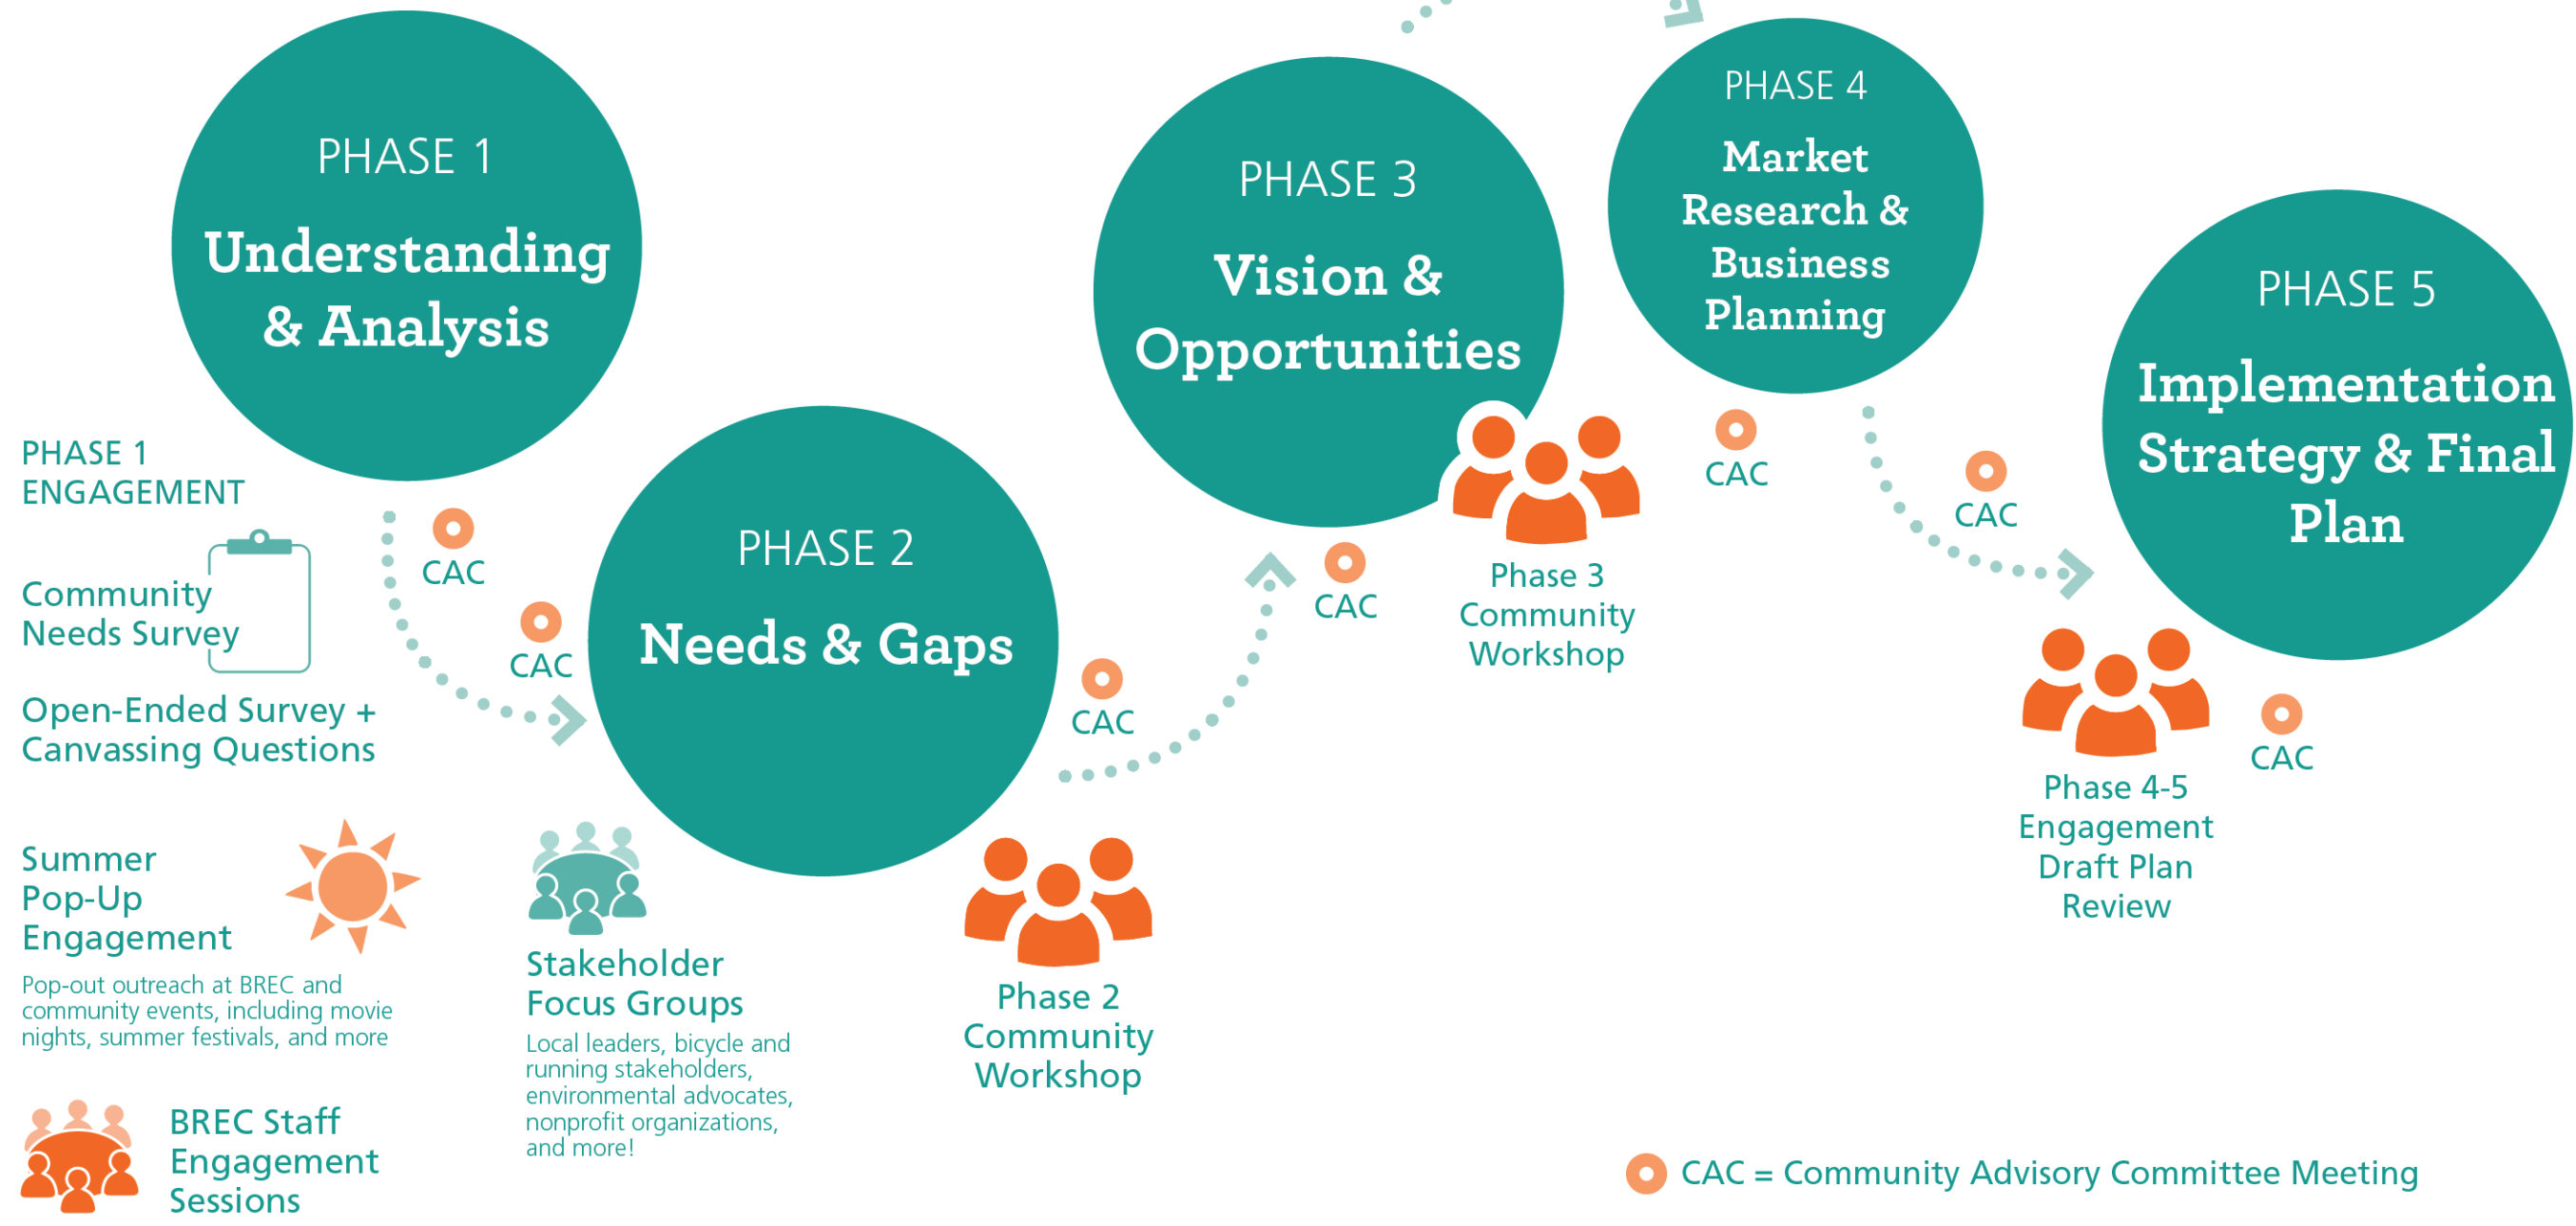 PHASE 1
Understanding
& Analysis
PHASE 1
ENGAGEMENT
Community
Needs Survey
Open-Ended Survey +
Canvassing Questions
Summer
Pop-Up
Engagement
Pop-out outreach at BREC and
community events, including movie
nights, summer festivals, and more
BREC Staff
Engagement
Sessions
CAC
CAC
PHASE 2
Needs & Gaps
Stakeholder
Focus Groups
Local leaders, bicycle and
running stakeholders,
environmental advocates,
nonprofit organizations,
and more!
CAC
Phase 2
Community
Workshop
PHASE 3
Vision &
Opportunities
CAC
Phase 3
Community
Workshop
PHASE 4
Market
Research &
Business
Planning
CAC
CAC
PHASE 5
Implementation
Strategy & Final
Plan
Phase 4-5
Engagement
Draft Plan
Review
CAC
CAC = Community Advisory Committee Meeting